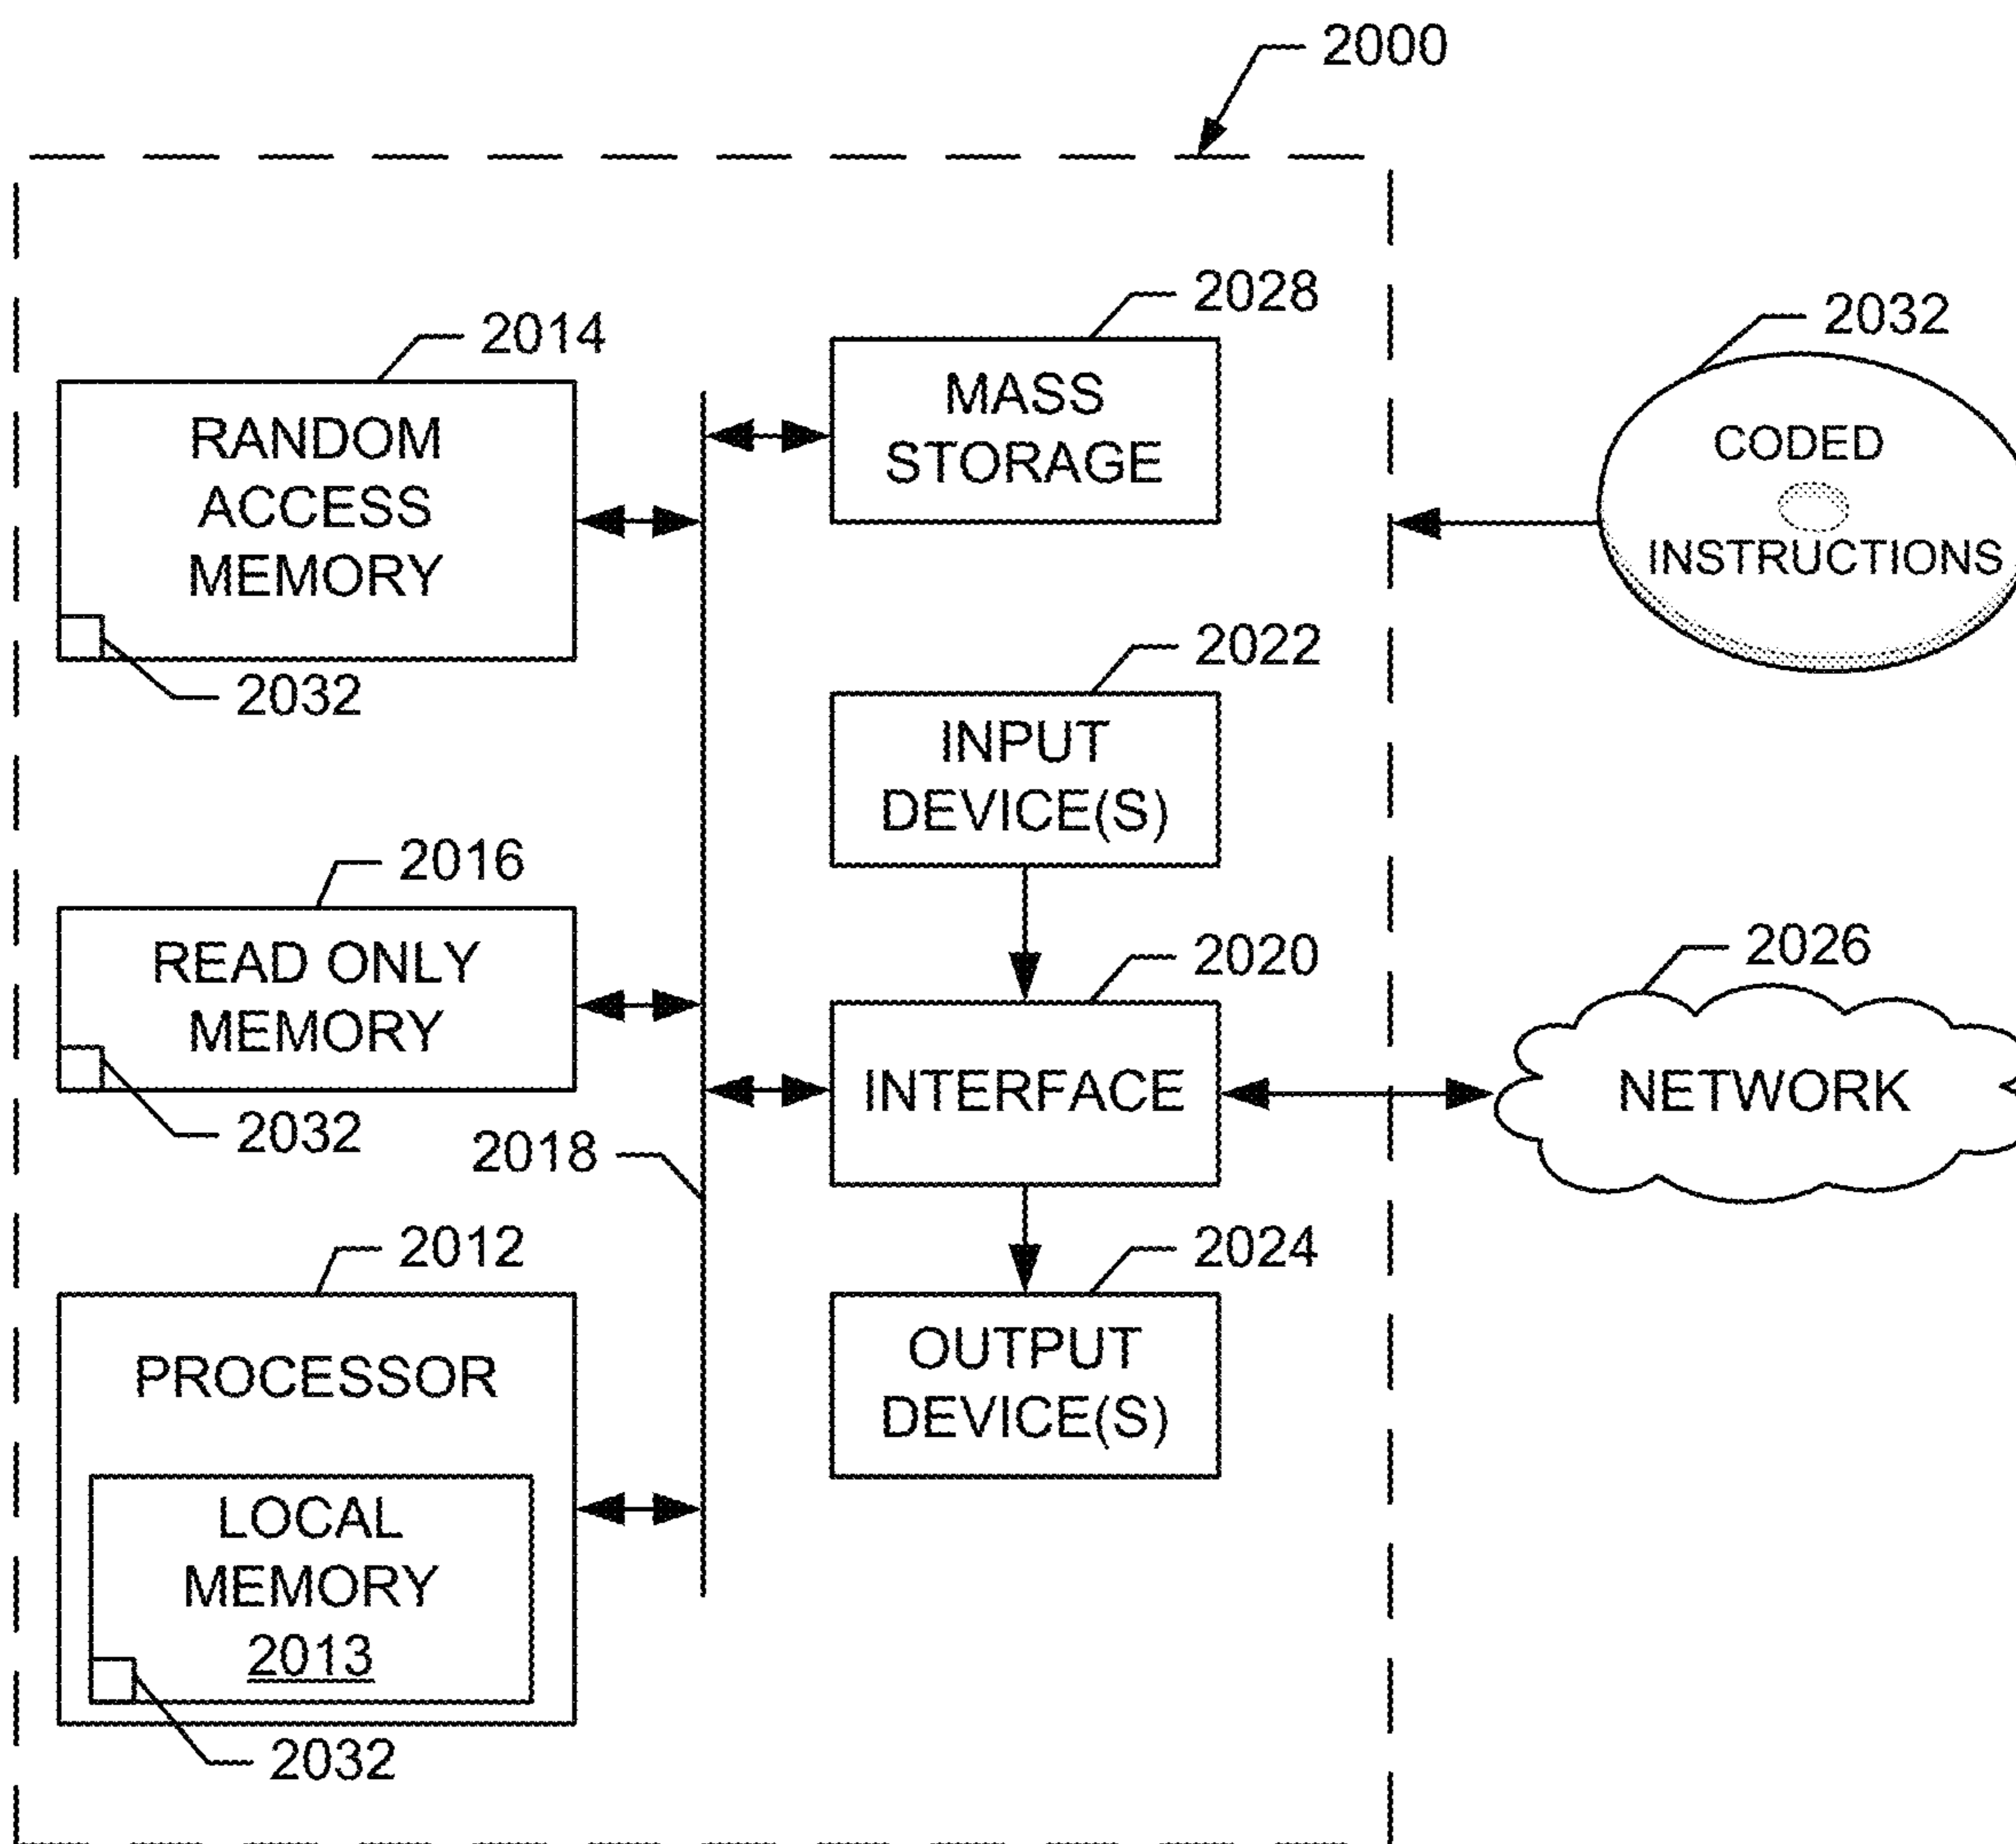 2000
2028
MASS
STORAGE
2014
RANDOM
ACCESS
MEMORY
2032
2032
CODED
INSTRUCTIONS
2022
INPUT
DEVICE(S)
2016
READ ONLY
MEMORY
2032
2018
2020
INTERFACE
2026
NETWORK
2012
PROCESSOR
LOCAL
MEMORY
2013
2032
2024
OUTPUT
DEVICE(S)